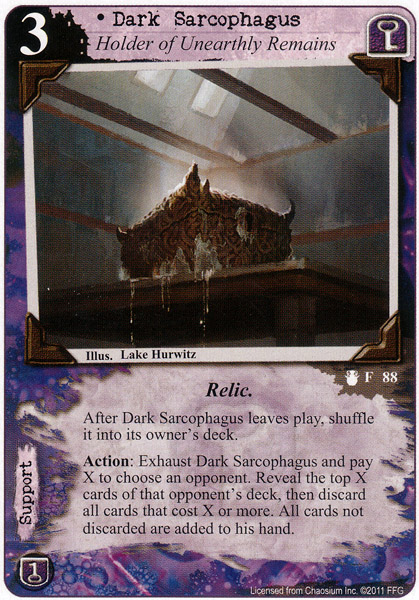 3
• Dark Sarcophagus
Holder of Unearthly Remains
Illus. Lake Hurwitz
F 88
Relic.
After Dark Sarcophagus leaves play, shuffle
it into its owner's deck.
Action: Exhaust Dark Sarcophagus and pay
X to choose an opponent. Reveal the top X
cards of that opponent's deck, then discard
all cards that cost X or more. All cards not
discarded are added to his hand.
Support
1
Licensed from Chaosium Inc. ©2011 FFG